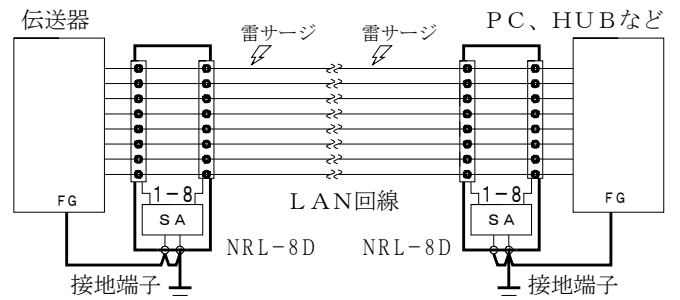 伝送器
PC、HUBなど
雷サージ
雷サージ
FG
1-8
SA
LAN回線
1-8
SA
FG
NRL-8D
NRL-8D
接地端子
接地端子